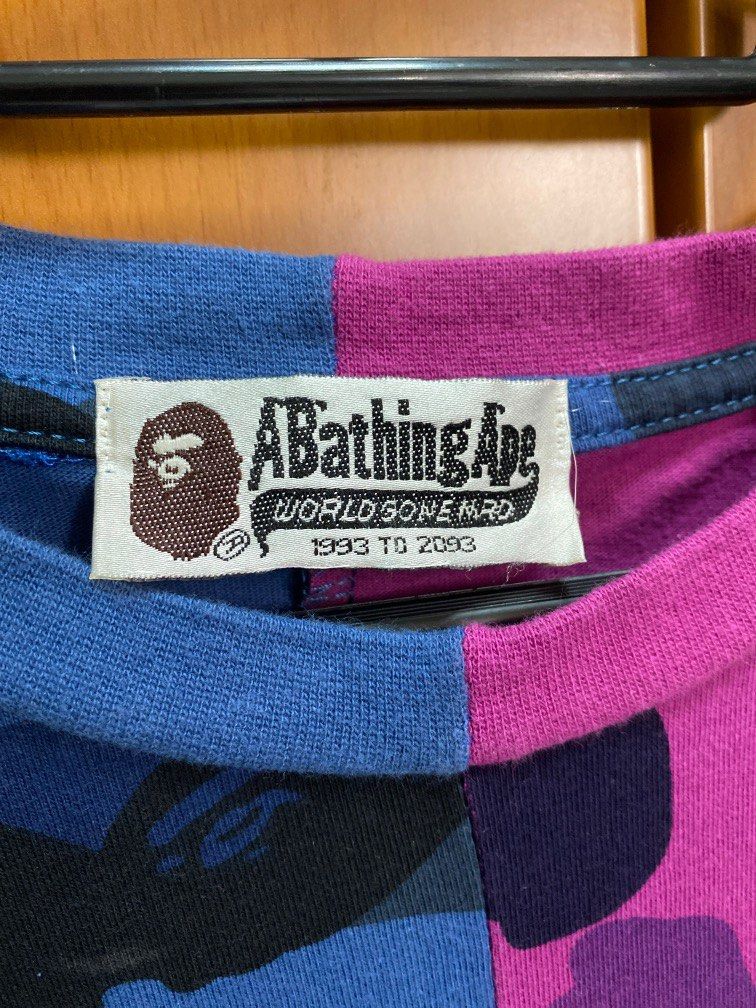 A Bathing Ape
WORLD GONE MAD
1993 TO 2093